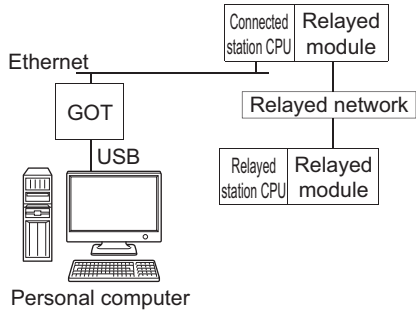 Connected
station CPU
Relayed
module
Ethernet
GOT
Relayed network
USB
Relayed
station CPU
Relayed
module
Personal computer